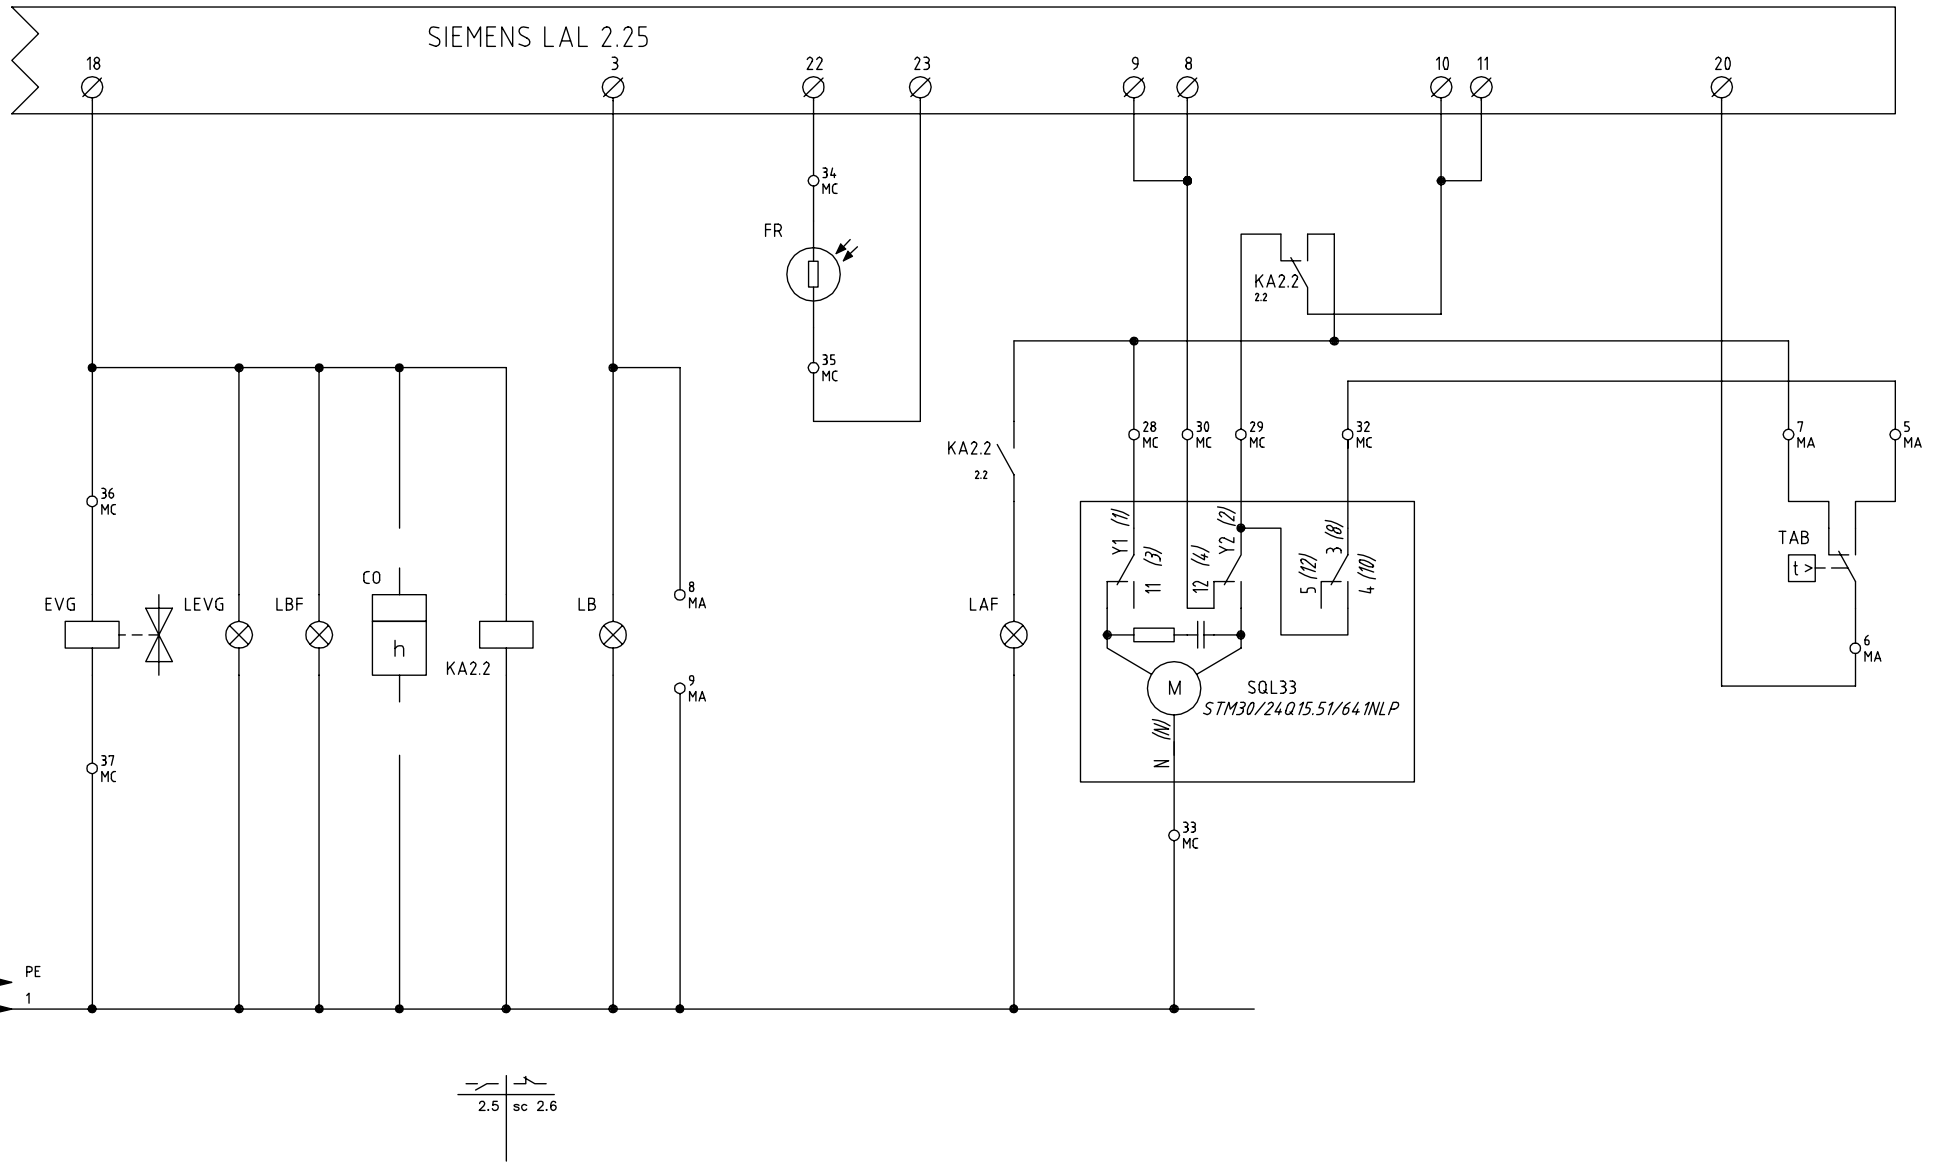 SIEMENS LAL 2.25
18
3
22
23
9
8
10
11
20
34
MC
FR
KA2.2
2.2
35
MC
KA2.2
2.2
28
MC
30
MC
29
MC
32
MC
7
MA
5
MA
36
MC
Y1 (1)
11 (3)
12 (4)
Y2 (2)
5 (12)
3 (8)
4 (10)
TAB
t >
CO
h
EVG
LEVG
LBF
KA2.2
LB
8
MA
LAF
6
MA
9
MA
M
SQL33
STM30/24Q15.51/641NLP
N (N)
37
MC
33
MC
PE
1
2.5
sc 2.6